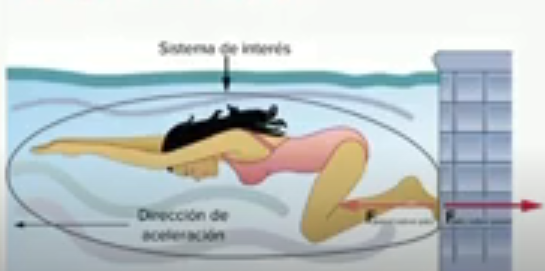 Sistema de interés
Dirección de
aceleración
F
F